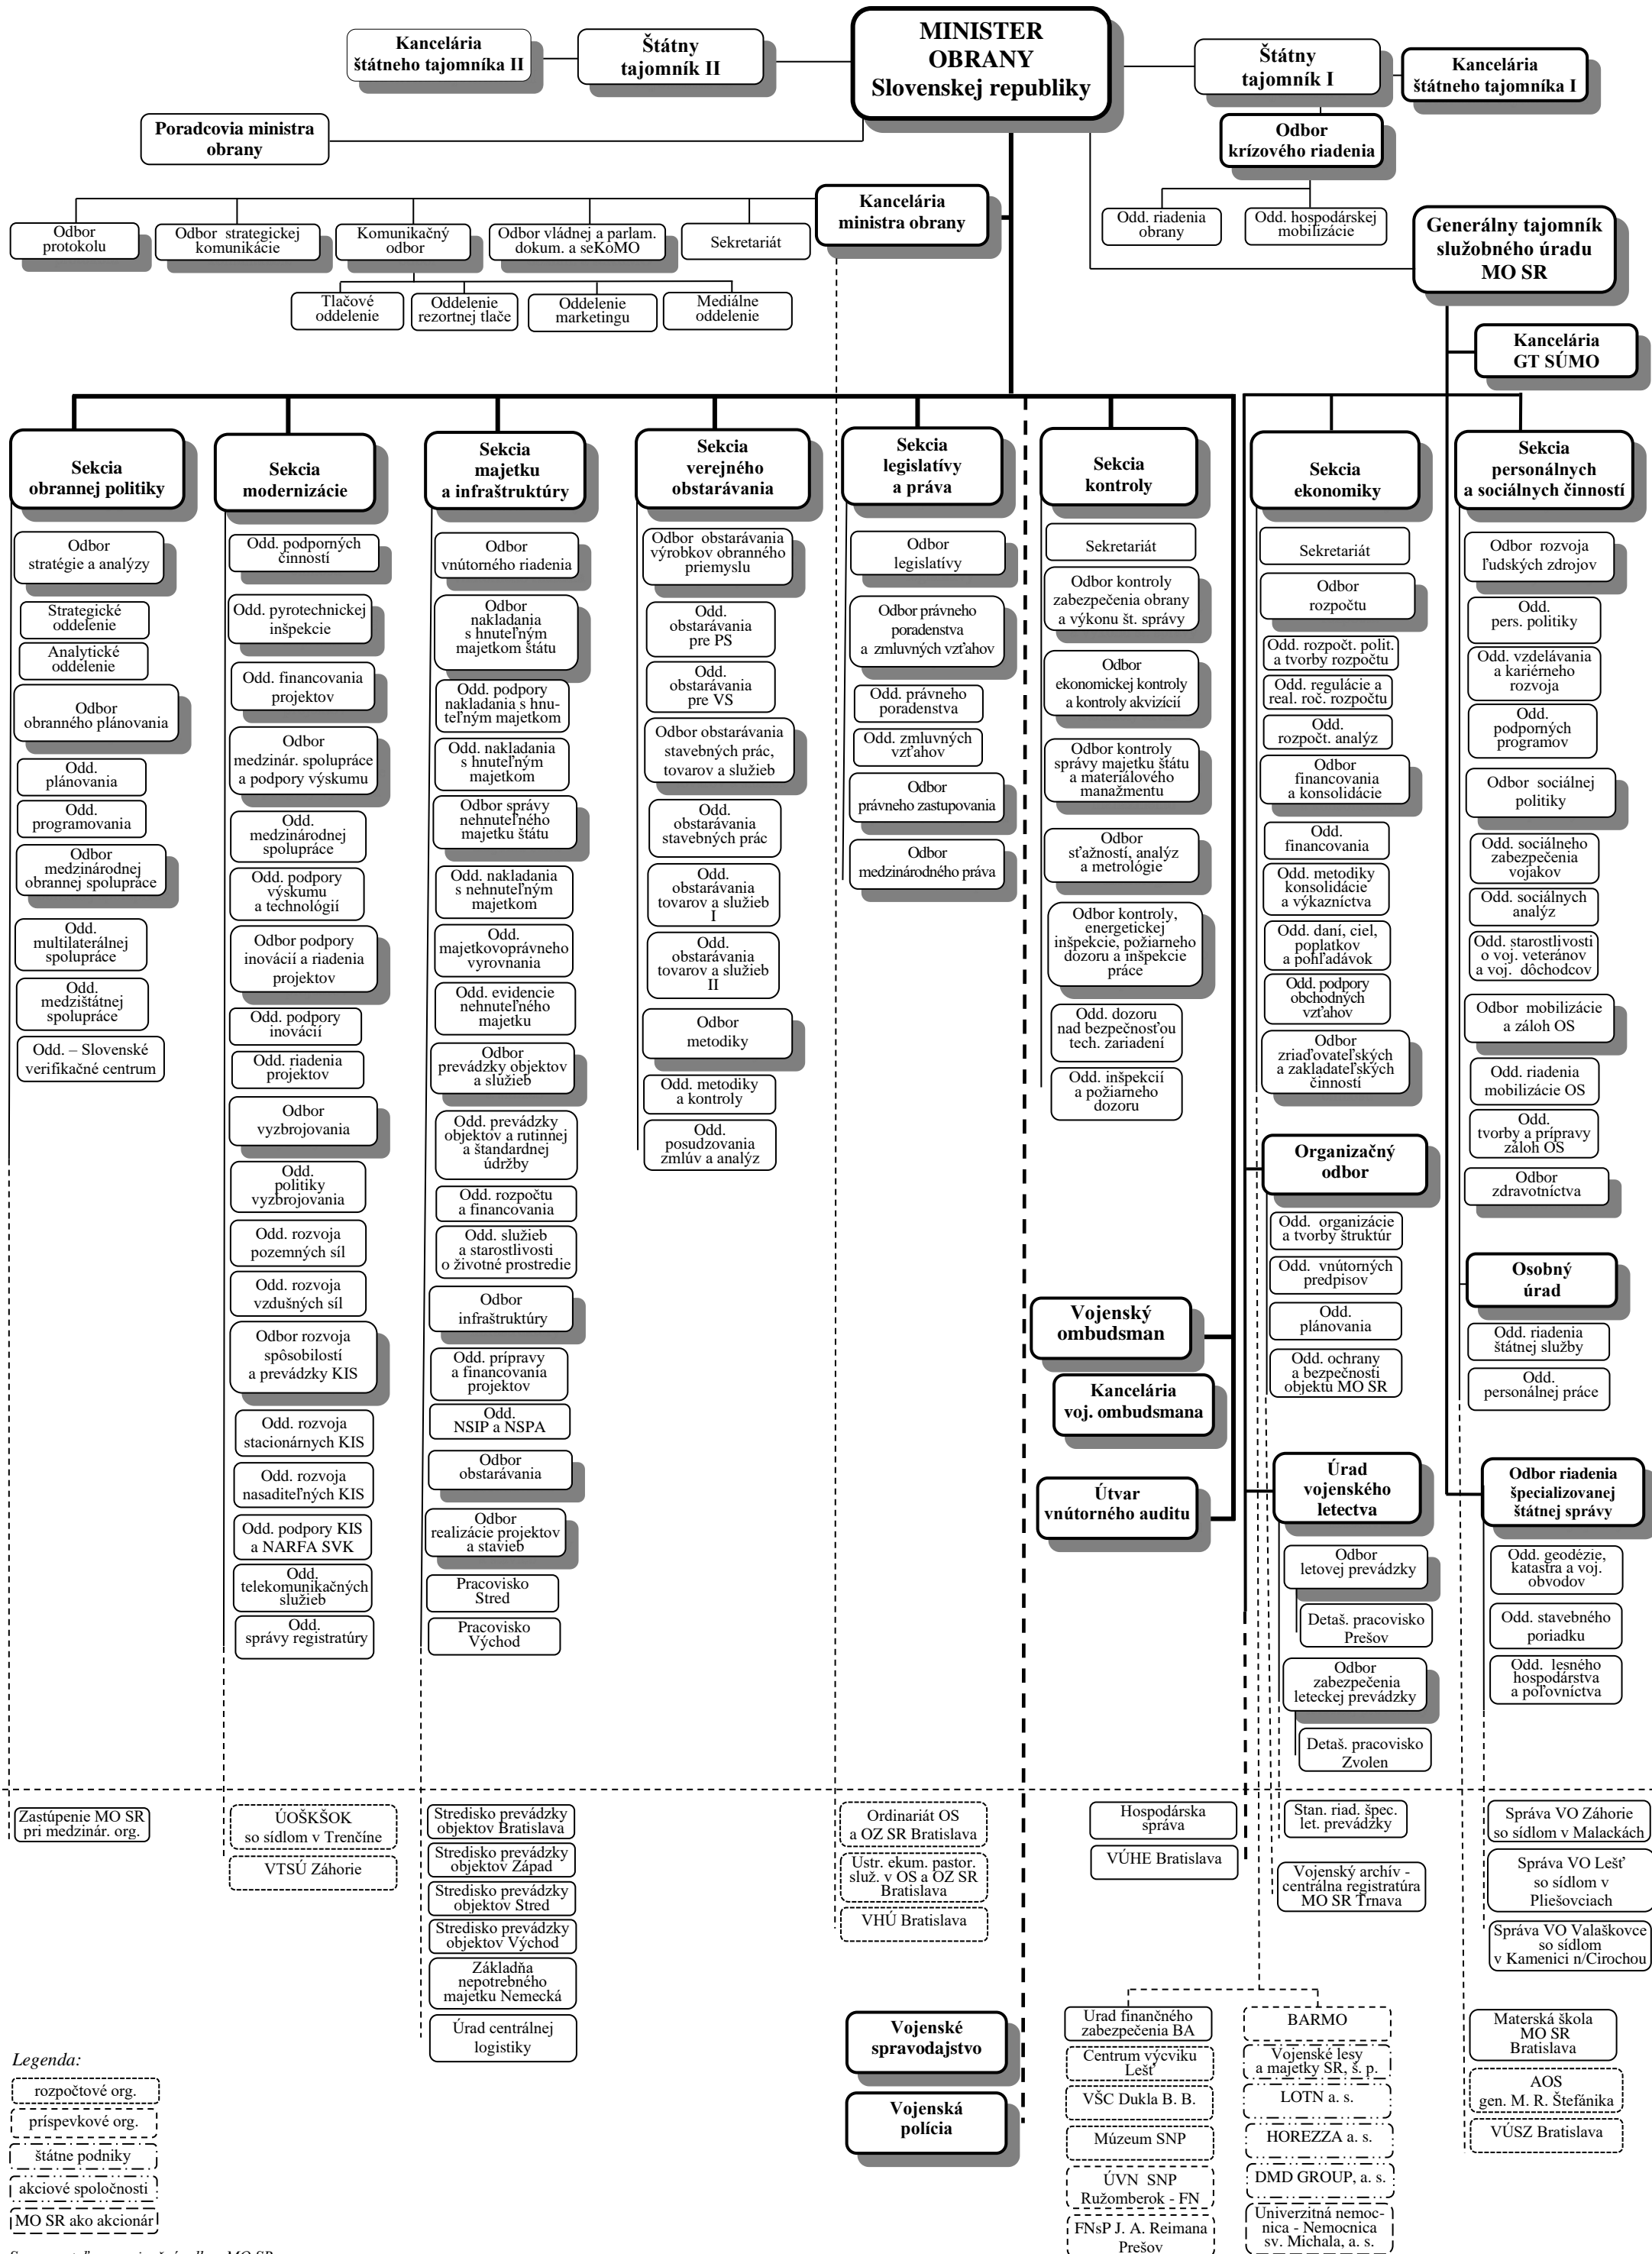 MINISTER
OBRANY
Slovenskej republiky
Kancelária
štátneho tajomníka II
Štátny
tajomník II
Štátny
tajomník I
Kancelária
štátneho tajomníka I
Poradcovia ministra
obrany
Odbor
krízového riadenia
Odd. riadenia
obrany
Odd. hospodárskej
mobilizácie
Kancelária
ministra obrany
Generálny tajomník
služobného úradu
MO SR
Odbor
protokolu
Odbor strategickej
komunikácie
Komunikačný
odbor
Odbor vládnej a parlam.
dokum. a seKoMO
Sekretariát
Tlačové
oddelenie
Oddelenie
rezortnej tlače
Oddelenie
marketingu
Mediálne
oddelenie
Kancelária
GT SÚMO
Sekcia
obrannej politiky
Odbor
stratégie a analýzy
Strategické
oddelenie
Analytické
oddelenie
Odbor
obranného plánovania
Odd.
plánovania
Odd.
programovania
Odbor
medzinárodnej
obrannej spolupráce
Odd.
multilaterálnej
spolupráce
Odd.
medzištátnej
spolupráce
Odd. – Slovenské
verifikačné centrum
Sekcia
modernizácie
Odd. podporných
činností
Odd. pyrotechnickej
inšpekcie
Odd. financovania
projektov
Odbor
medzinár. spolupráce
a podpory výskumu
Odd.
medzinárodnej
spolupráce
Odd. podpory
výskumu
a technológií
Odbor podpory
inovácií a riadenia
projektov
Odd. podpory
inovácií
Odd. riadenia
projektov
Odbor
vyzbrojovania
Odd.
politiky
vyzbrojovania
Odd. rozvoja
pozemných síl
Odd. rozvoja
vzdušných síl
Odbor rozvoja
spôsobilostí
a prevádzky KIS
Odd. rozvoja
stacionárnych KIS
Odd. rozvoja
nasaditeľných KIS
Odd. podpory KIS
a NARFA SVK
Odd.
telekomunikačných
služieb
Odd.
správy registratúry
Sekcia
majetku
a infraštruktúry
Odbor
vnútorného riadenia
Odbor
nakladania
s hnuteľným
majetkom štátu
Odd. podpory
nakladania s hnu-
teľným majetkom
Odd. nakladania
s hnuteľným
majetkom
Odbor správy
nehnuteľného
majetku štátu
Odd. nakladania
s nehnuteľným
majetkom
Odd.
majetkovoprávneho
vyrovnania
Odd. evidencie
nehnuteľného
majetku
Odbor
prevádzky objektov
a služieb
Odd. prevádzky
objektov a rutinnej
a štandardnej
údržby
Odd. rozpočtu
a financovania
Odd. služieb
a starostlivosti
o životné prostredie
Odbor
infraštruktúry
Odd. prípravy
a financovania
projektov
Odd.
NSIP a NSPA
Odbor
obstarávania
Odbor
realizácie projektov
a stavieb
Pracovisko
Stred
Pracovisko
Východ
Sekcia
verejného
obstarávania
Odbor obstarávania
výrobkov obranného
priemyslu
Odd.
obstarávania
pre PS
Odd.
obstarávania
pre VS
Odbor obstarávania
stavebných prác,
tovarov a služieb
Odd.
obstarávania
stavebných prác
Odd.
obstarávania
tovarov a služieb
I
Odd.
obstarávania
tovarov a služieb
II
Odbor
metodiky
Odd. metodiky
a kontroly
Odd.
posudzovania
zmlúv a analýz
Sekcia
legislatívy
a práva
Odbor
legislatívy
Odbor právneho
poradenstva
a zmluvných vzťahov
Odd. právneho
poradenstva
Odd. zmluvných
vzťahov
Odbor
právneho zastupovania
Odbor
medzinárodného práva
Sekcia
kontroly
Sekretariát
Odbor kontroly
zabezpečenia obrany
a výkonu št. správy
Odbor
ekonomickej kontroly
a kontroly akvizícií
Odbor kontroly
správy majetku štátu
a materiálového
manažmentu
Odbor
sťažností, analýz
a metrológie
Odbor kontroly,
energetickej
inšpekcie, požiarneho
dozoru a inšpekcie
práce
Odd. dozoru
nad bezpečnosťou
tech. zariadení
Odd. inšpekcií
a požiarneho
dozoru
Vojenský
ombudsman
Kancelária
voj. ombudsmana
Útvar
vnútorného auditu
Sekcia
ekonomiky
Sekretariát
Odbor
rozpočtu
Odd. rozpočt. polit.
a tvorby rozpočtu
Odd. regulácie a
real. roč. rozpočtu
Odd.
rozpočt. analýz
Odbor
financovania
a konsolidácie
Odd.
financovania
Odd. metodiky
konsolidácie
a výkazníctva
Odd. daní, ciel,
poplatkov
a pohľadávok
Odd. podpory
obchodných
vzťahov
Odbor
zriaďovateľských
a zakladateľských
činností
Organizačný
odbor
Odd. organizácie
a tvorby štruktúr
Odd. vnútorných
predpisov
Odd.
plánovania
Odd. ochrany
a bezpečnosti
objektu MO SR
Úrad
vojenského
letectva
Odbor
letovej prevádzky
Detaš. pracovisko
Prešov
Odbor
zabezpečenia
leteckej prevádzky
Detaš. pracovisko
Zvolen
Sekcia
personálnych
a sociálnych činností
Odbor rozvoja
ľudských zdrojov
Odd.
pers. politiky
Odd. vzdelávania
a kariérneho
rozvoja
Odd.
podporných
programov
Odbor sociálnej
politiky
Odd. sociálneho
zabezpečenia
vojakov
Odd. sociálnych
analýz
Odd. starostlivosti
o voj. veteránov
a voj. dôchodcov
Odbor mobilizácie
a záloh OS
Odd. riadenia
mobilizácie OS
Odd.
tvorby a prípravy
záloh OS
Odbor
zdravotníctva
Osobný
úrad
Odd. riadenia
štátnej služby
Odd.
personálnej práce
Odbor riadenia
špecializovanej
štátnej správy
Odd. geodézie,
katastra a voj.
obvodov
Odd. stavebného
poriadku
Odd. lesného
hospodárstva
a poľovníctva
Zastúpenie MO SR
pri medzinár. org.
ÚOŠKŠOK
so sídlom v Trenčíne
VTSÚ Záhorie
Stredisko prevádzky
objektov Bratislava
Stredisko prevádzky
objektov Západ
Stredisko prevádzky
objektov Stred
Stredisko prevádzky
objektov Východ
Základňa
nepotrebného
majetku Nemecká
Úrad centrálnej
logistiky
Ordinariát OS
a OZ SR Bratislava
Ustr. ekum. pastor.
služ. v OS a OZ SR
Bratislava
VHÚ Bratislava
Vojenské
spravodajstvo
Vojenská
polícia
Hospodárska
správa
VÚHE Bratislava
Stan. riad. špec.
let. prevádzky
Vojenský archív -
centrálna registratúra
MO SR Trnava
Správa VO Záhorie
so sídlom v Malackách
Správa VO Lešť
so sídlom v
Pliešovciach
Správa VO Valaškovce
so sídlom
v Kamenici n/Cirochou
Urad finančného
zabezpečenia BA
Centrum výcviku
Lešť
VŠC Dukla B. B.
Múzeum SNP
ÚVN SNP
Ružomberok - FN
FNsP J. A. Reimana
Prešov
BARMO
Vojenské lesy
a majetky SR, š. p.
LOTN a. s.
HOREZZA a. s.
DMD GROUP, a. s.
Univerzitná nemoc-
nica - Nemocnica
sv. Michala, a. s.
Materská škola
MO SR
Bratislava
AOS
gen. M. R. Štefánika
VÚSZ Bratislava
Legenda:
rozpočtové org.
príspevkové org.
štátne podniky
akciové spoločnosti
MO SR ako akcionár